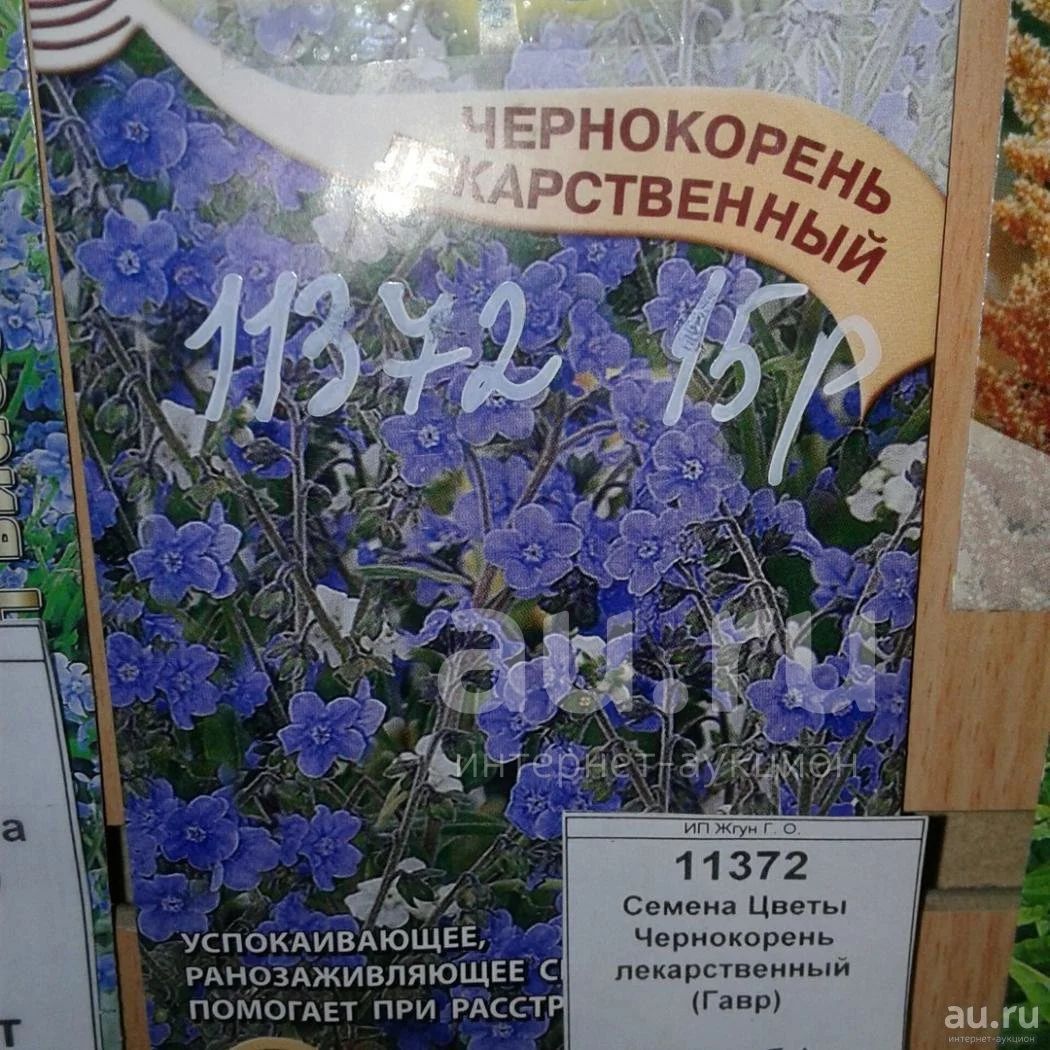 ЧЕРНОКОРЕНЬ
ЛЕКАРСТВЕННЫЙ
11372 15р
au.ru
интернет-аукцион
УСПОКАИВАЮЩЕЕ,
РАНОЗАЖИВЛЯЮЩЕЕ С
ПОМОГАЕТ ПРИ РАССТР
ИП Жгун Г. О.
11372
Семена Цветы
Чернокорень
лекарственный
(Гавр)
а
т
au.ru
интернет-аукцион